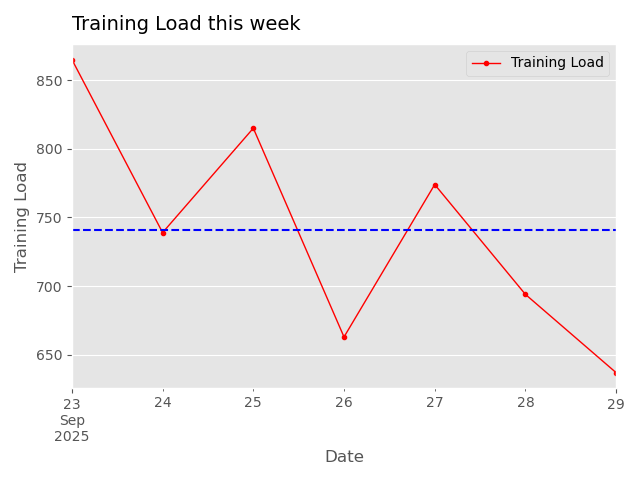 Training Load this week
Training Load
850
800
750
700
650
Training Load
23 24 25 26 27 28 29
Sep
2025
Date